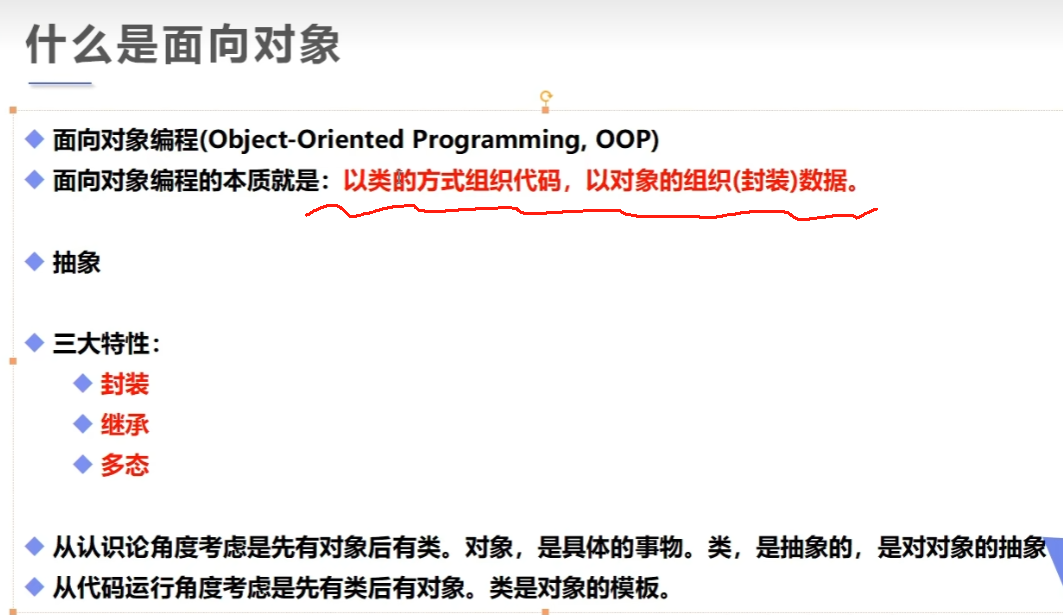 什么是面向对象
面向对象编程(Object-Oriented Programming, OOP)
面向对象编程的本质就是：以类的方式组织代码，以对象的组织(封装)数据。
抽象
三大特性：
封装
继承
多态
从认识论角度考虑是先有对象后有类。对象，是具体的事物。类，是抽象的，是对对象的抽象
从代码运行角度考虑是先有类后有对象。类是对象的模板。